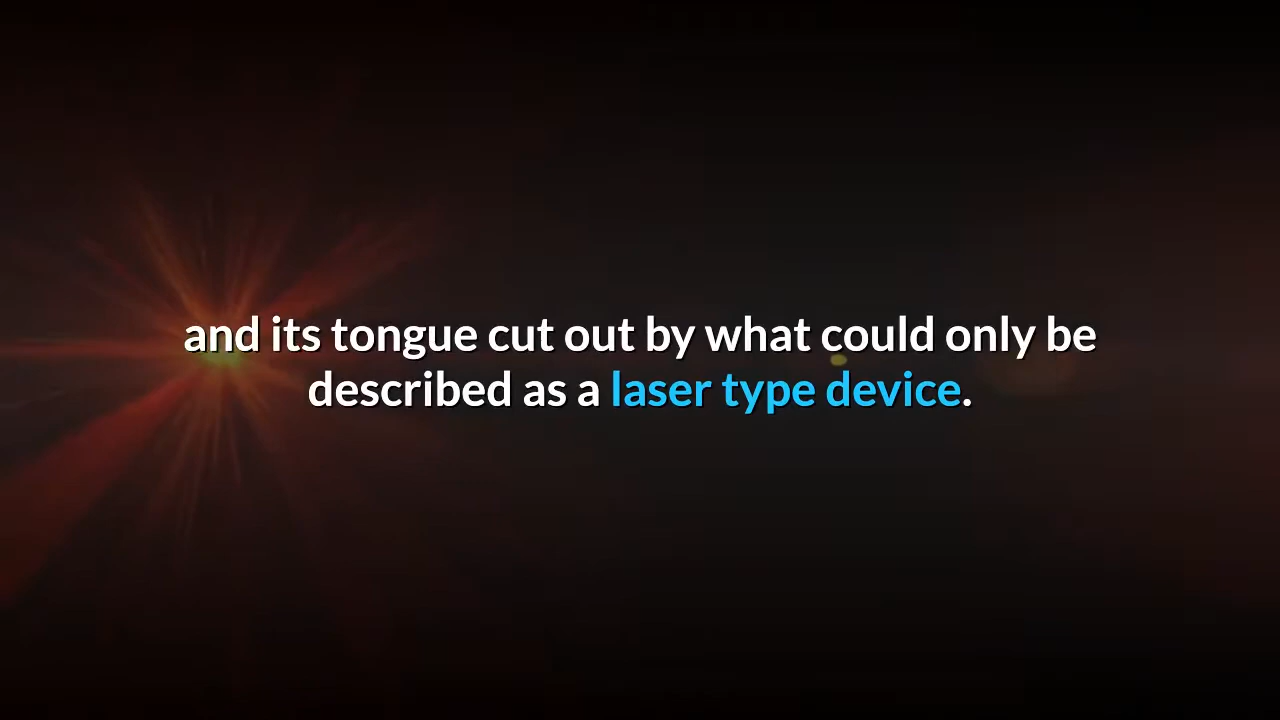 and its tongue cut out by what could only be
described as a laser type device.